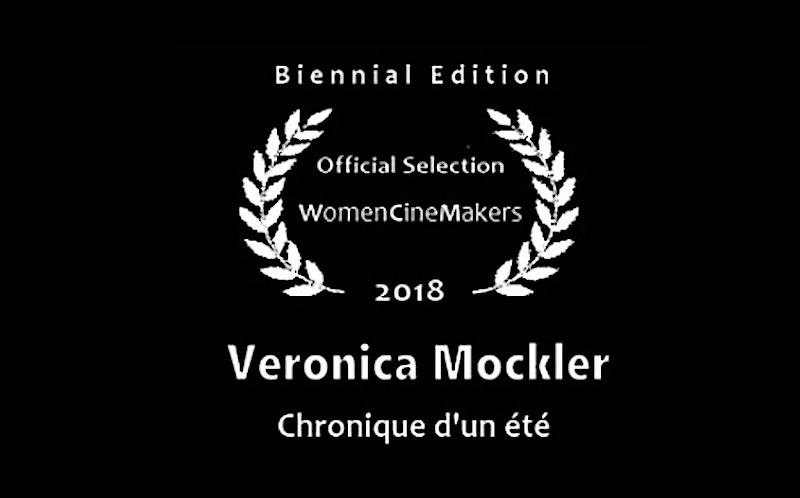 Biennial Edition
Official Selection
WomenCineMakers
2018
Veronica Mockler
Chronique d'un été